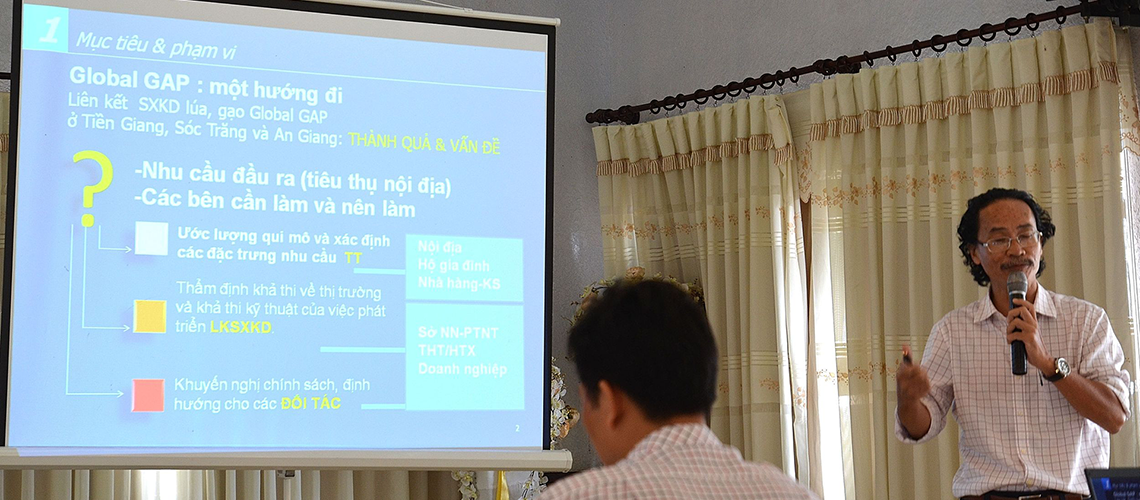 1
Mục tiêu & phạm vi
Global GAP : một hướng đi
Liên kết SXKD lúa, gạo Global GAP
ở Tiền Giang, Sóc Trăng và An Giang: THÀNH QUẢ & VẤN ĐỀ
?
-Nhu cầu đầu ra (tiêu thụ nội địa)
-Các bên cần làm và nên làm
Ước lượng qui mô và xác định
các đặc trưng nhu cầu TT
Nội địa
Hộ gia đình
Nhà hàng-KS
Thẩm định khả thi về thị trường
và khả thi kỹ thuật của việc phát
triển LKSXKD.
Sở NN-PTNT
THT/HTX
Doanh nghiệp
Khuyến nghị chính sách, định
hướng cho các ĐỐI TÁC
2